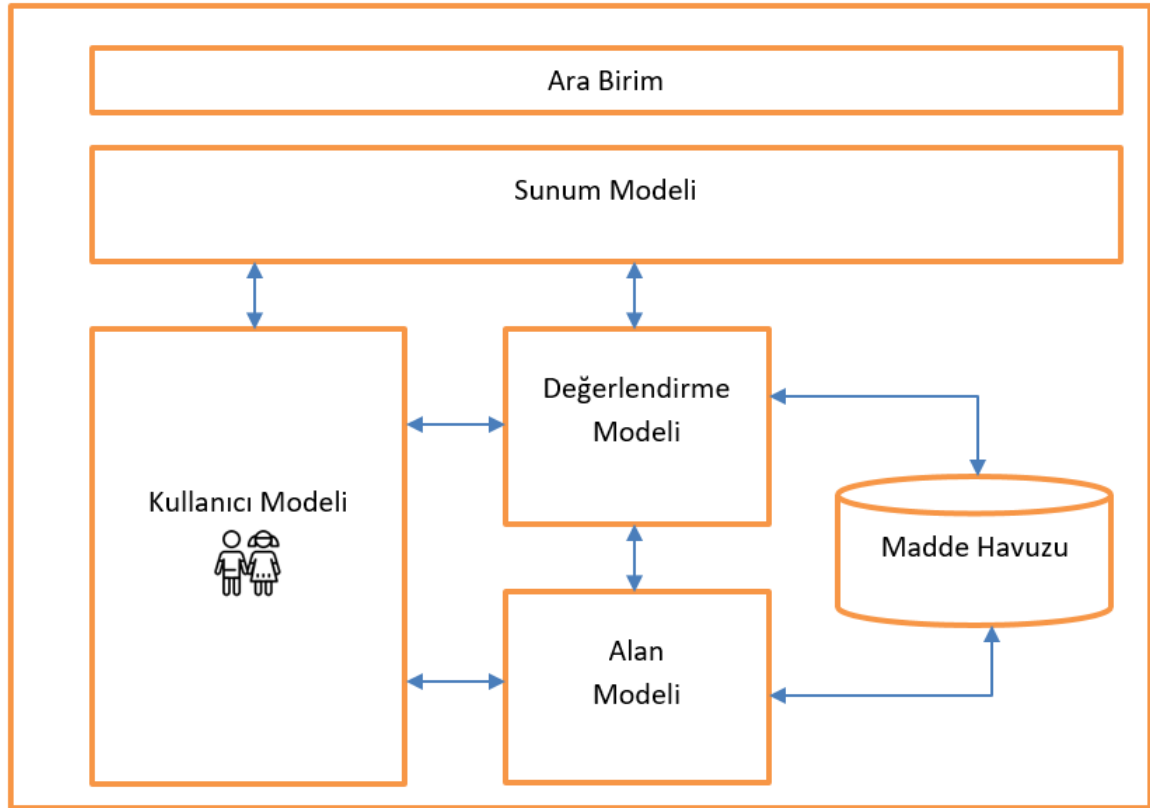 Ara Birim
Sunum Modeli
Değerlendirme
Modeli
Kullanıcı Modeli
Madde Havuzu
Alan
Modeli